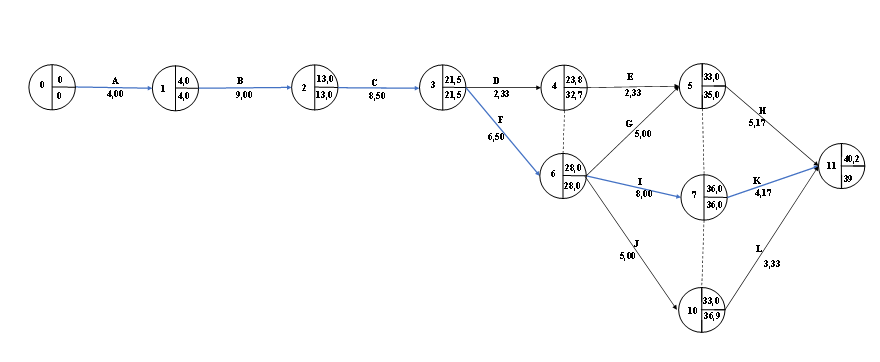 0 0 0
A
4,00
1 4,0 4,0
B
9,00
2 13,0 13,0
C
8,50
3 21,5 21,5
D
2,33
4 23,8 32,7
E
2,33
5 33,0 35,0
F
6,50
6 28,0 28,0
G
5,00
H
5,17
I
8,00
7 36,0 36,0
K
4,17
11 40,2 39
J
5,00
10 33,0 36,9
L
3,33